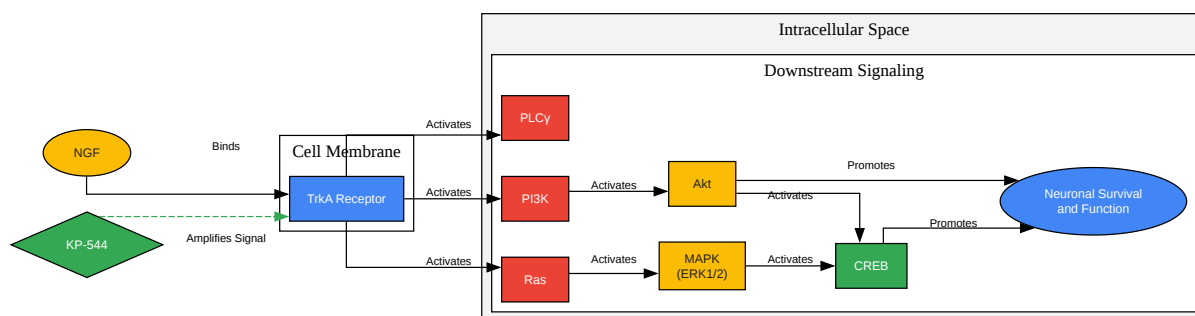 Intracellular Space
Downstream Signaling
PLCγ
Activates
Binds
Cell Membrane
NGF
TrkA Receptor
Activates
PI3K
Activates
Akt
Promotes
Activates
Neuronal Survival
and Function
KP-544
Amplifies Signal
Promotes
Activates
Ras
Activates
MAPK
(ERK1/2)
Activates
CREB